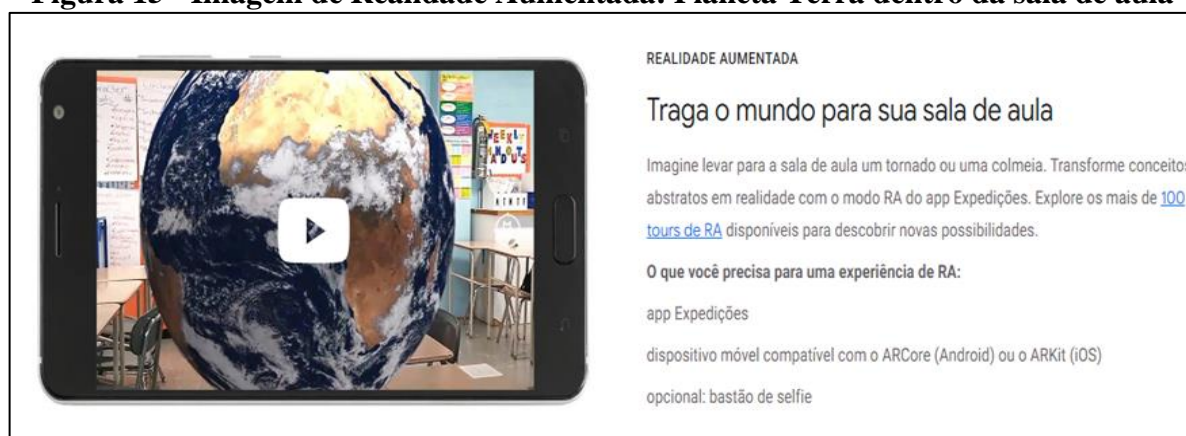 Figura 15 - Imagem de Realidade Aumentada: Planeta Terra dentro da sala de aula
REALIDADE AUMENTADA
Traga o mundo para sua sala de aula
Imagine levar para a sala de aula um tornado ou uma colmeia. Transforme conceitos
abstratos em realidade com o modo RA do app Expedições. Explore os mais de 100
tours de RA disponíveis para descobrir novas possibilidades.
O que você precisa para uma experiência de RA:
app Expedições
dispositivo móvel compatível com o ARCore (Android) ou o ARKit (iOS)
opcional: bastão de selfie